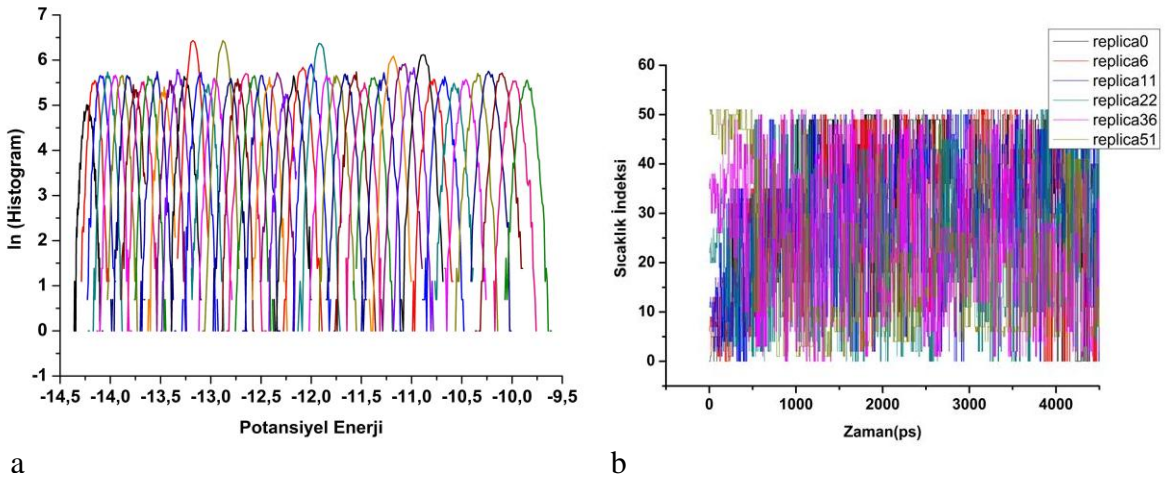 7
6
5
4
3
2
1
0
-1
ln (Histogram)
-14,5 -14,0 -13,5 -13,0 -12,5 -12,0 -11,5 -11,0 -10,5 -10,0 -9,5
Potansiyel Enerji
a
replica0
replica6
replica11
replica22
replica36
replica51
60
50
40
30
20
10
0
Sıcaklık İndeksi
0 1000 2000 3000 4000
Zaman(ps)
b